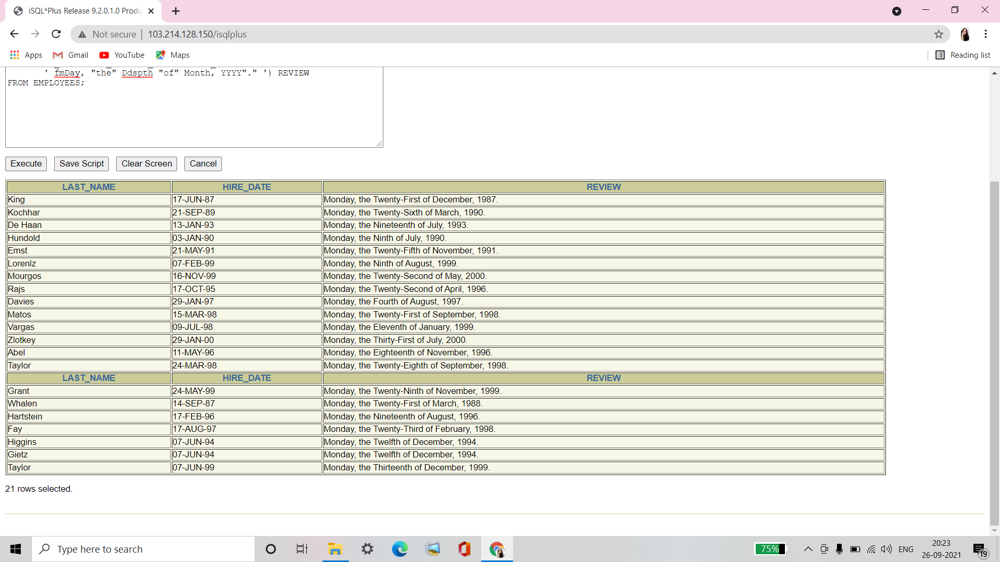 iSQL*Plus Release 9.2.0.1.0 Produ
Not secure | 103.214.128.150/isqlplus
Apps Gmail YouTube Maps Reading list
' fmDay, "the" Ddspth "of" Month, YYYY"." ') REVIEW
FROM EMPLOYEES;
Execute Save Script Clear Screen Cancel
LAST_NAME HIRE_DATE REVIEW
King 17-JUN-87 Monday, the Twenty-First of December, 1987.
Kochhar 21-SEP-89 Monday, the Twenty-Sixth of March, 1990.
De Haan 13-JAN-93 Monday, the Nineteenth of July, 1993.
Hundold 03-JAN-90 Monday, the Ninth of July, 1990.
Emst 21-MAY-91 Monday, the Twenty-Fifth of November, 1991.
Lorenlz 07-FEB-99 Monday, the Ninth of August, 1999.
Mourgos 16-NOV-99 Monday, the Twenty-Second of May, 2000.
Rajs 17-OCT-95 Monday, the Twenty-Second of April, 1996.
Davies 29-JAN-97 Monday, the Fourth of August, 1997.
Matos 15-MAR-98 Monday, the Twenty-First of September, 1998.
Vargas 09-JUL-98 Monday, the Eleventh of January, 1999.
Zlotkey 29-JAN-00 Monday, the Thirty-First of July, 2000.
Abel 11-MAY-96 Monday, the Eighteenth of November, 1996.
Taylor 24-MAR-98 Monday, the Twenty-Eighth of September, 1998.
LAST_NAME HIRE_DATE REVIEW
Grant 24-MAY-99 Monday, the Twenty-Ninth of November, 1999.
Whalen 14-SEP-87 Monday, the Twenty-First of March, 1988.
Hartstein 17-FEB-96 Monday, the Nineteenth of August, 1996.
Fay 17-AUG-97 Monday, the Twenty-Third of February, 1998.
Higgins 07-JUN-94 Monday, the Twelfth of December, 1994.
Gietz 07-JUN-94 Monday, the Twelfth of December, 1994.
Taylor 07-JUN-99 Monday, the Thirteenth of December, 1999.
21 rows selected.
Type here to search
75%
ENG
20:23
26-09-2021
19